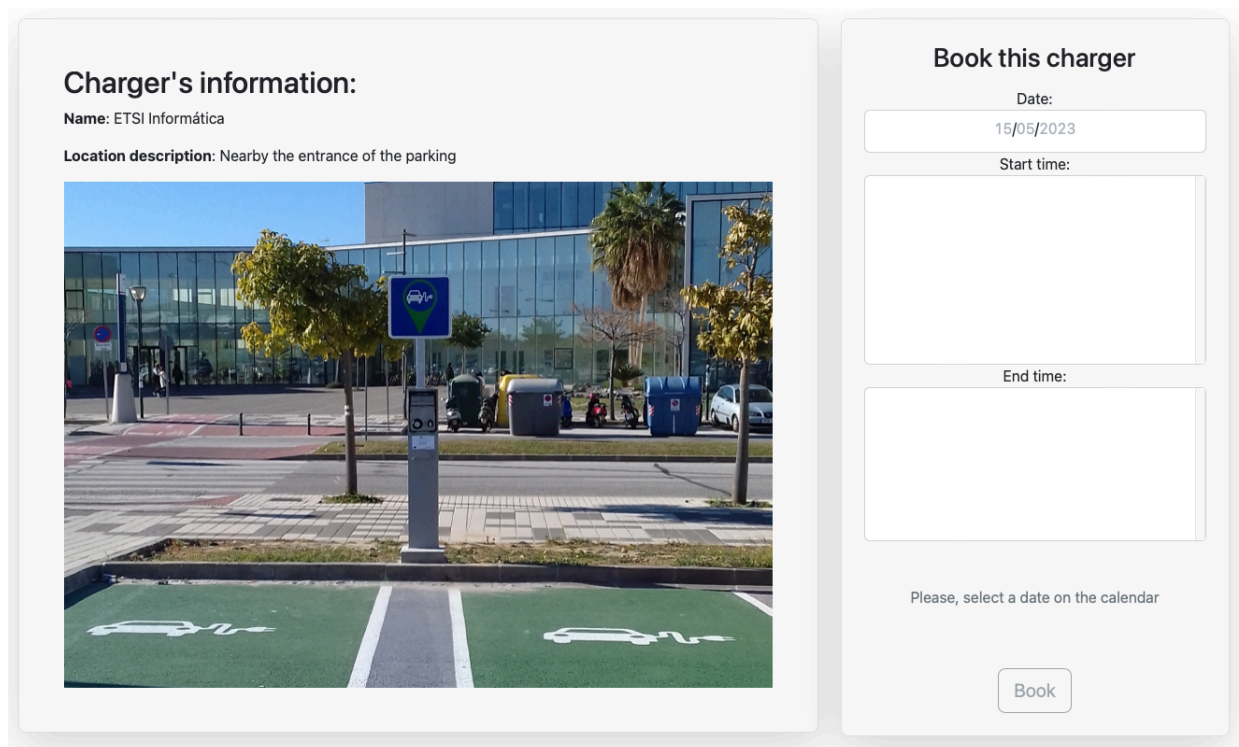 Charger's information:
Name: ETSI Informática
Location description: Nearby the entrance of the parking
Book this charger
Date:
15/05/2023
Start time:
End time:
Please, select a date on the calendar
Book